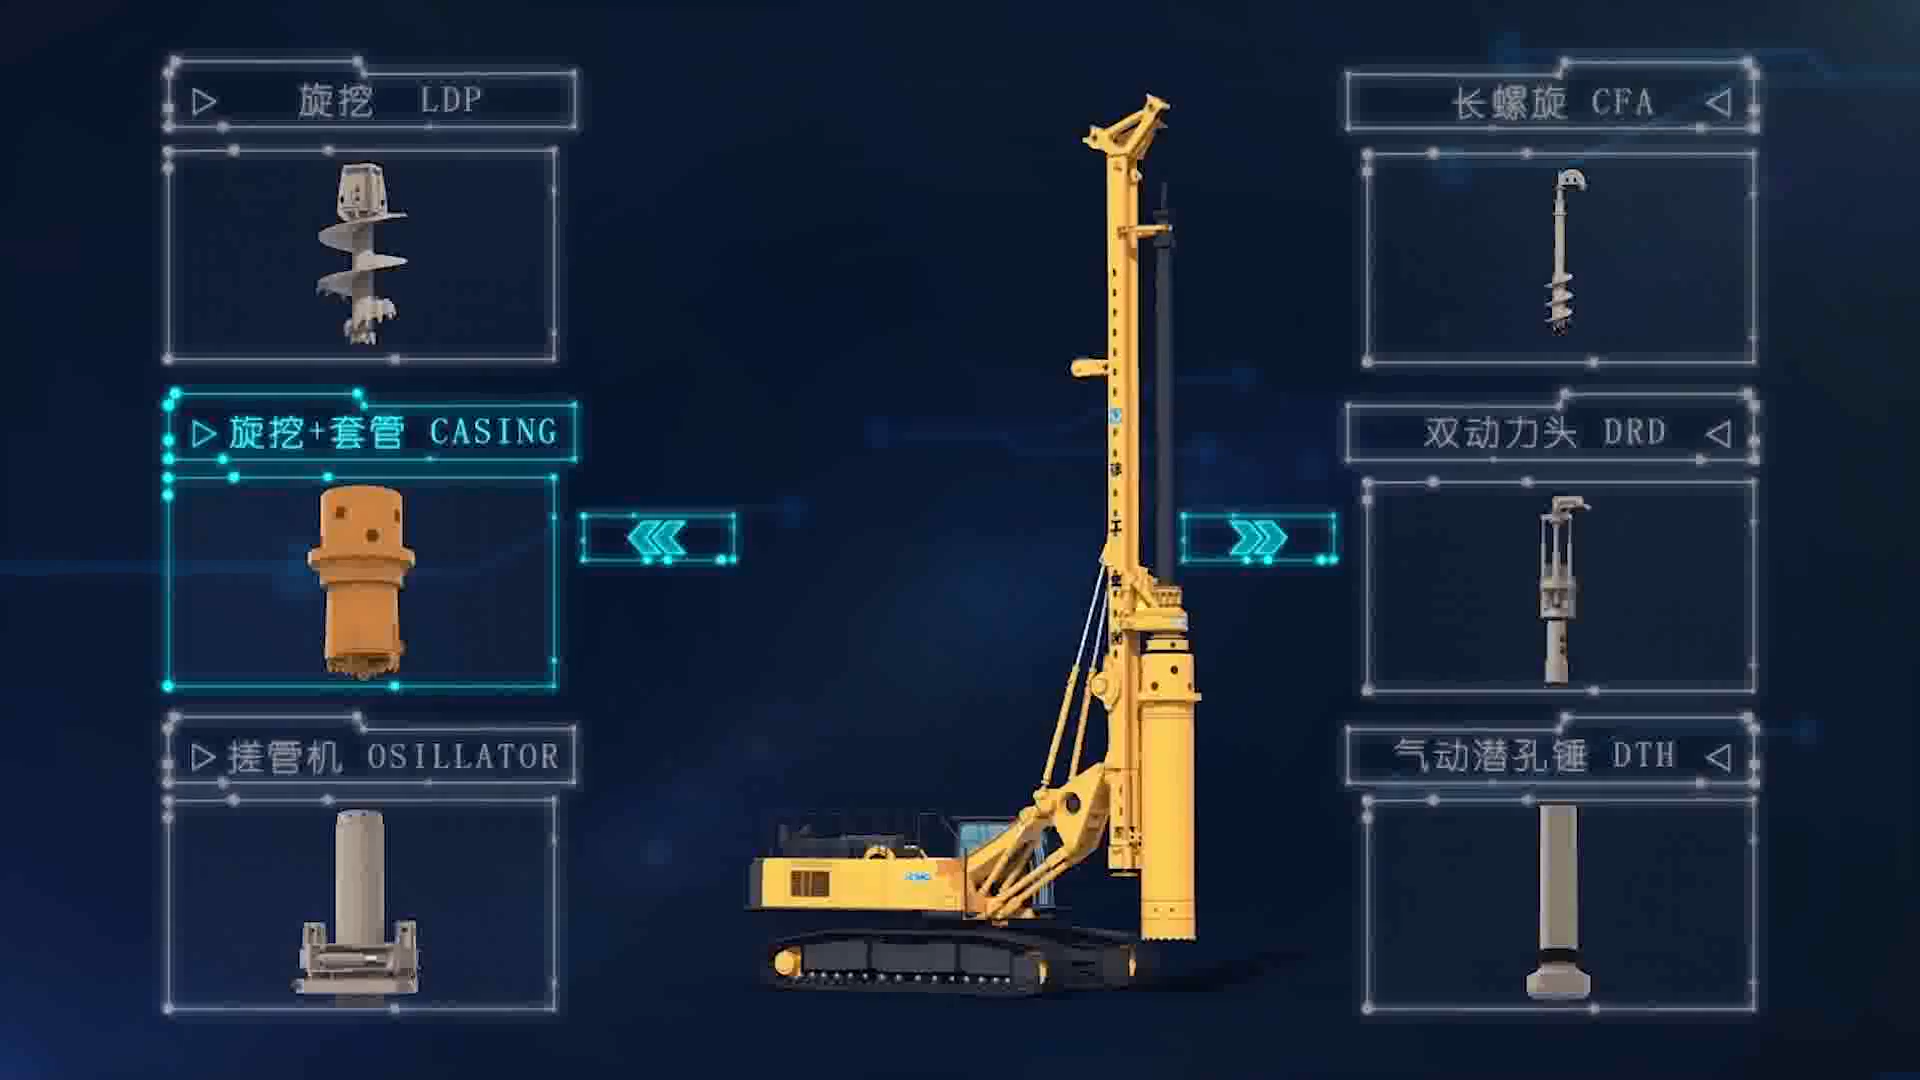 旋挖 LDP
旋挖+套管 CASING
搓管机 OSILLATOR
长螺旋 CFA
双动力头 DRD
气动潜孔锤 DTH